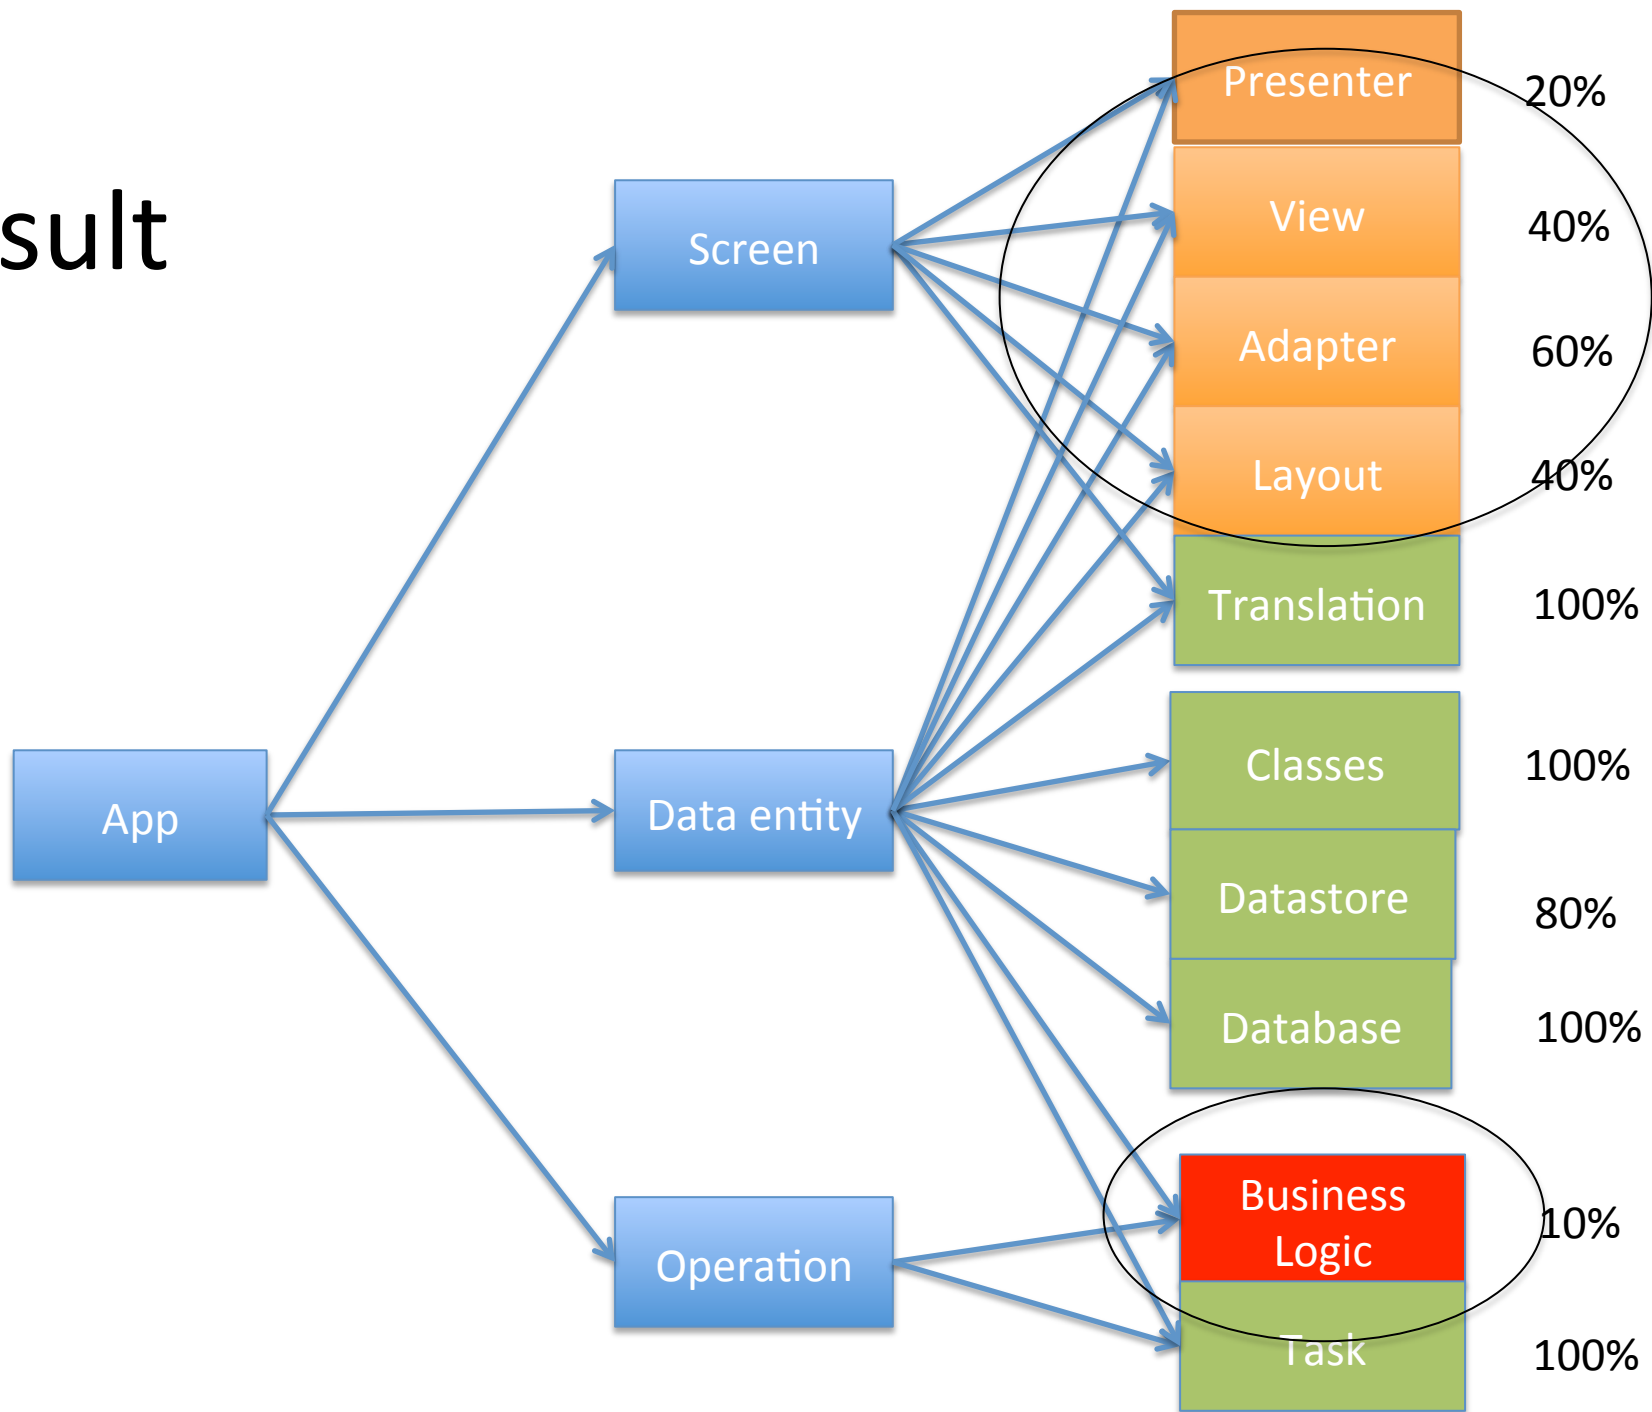 sult
Presenter
20%
View
40%
Screen
Adapter
60%
Layout
40%
Translation
100%
Classes
100%
App
Data entity
Datastore
80%
Database
100%
Business
Logic
10%
Operation
Task
100%